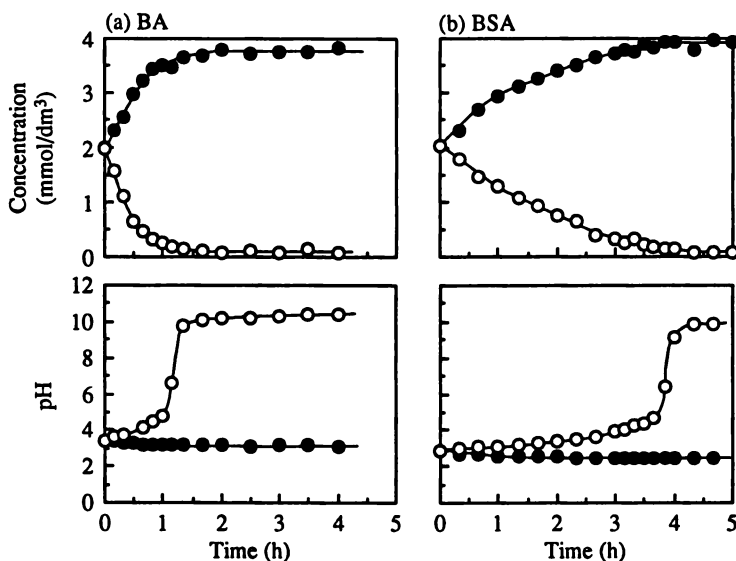 (a) BA
(b) BSA
Concentration
(mmol/dm³)
4
3
2
1
0
pH
12
10
8
6
4
2
0
0 1 2 3 4 5
0 1 2 3 4 5
Time (h)
Time (h)